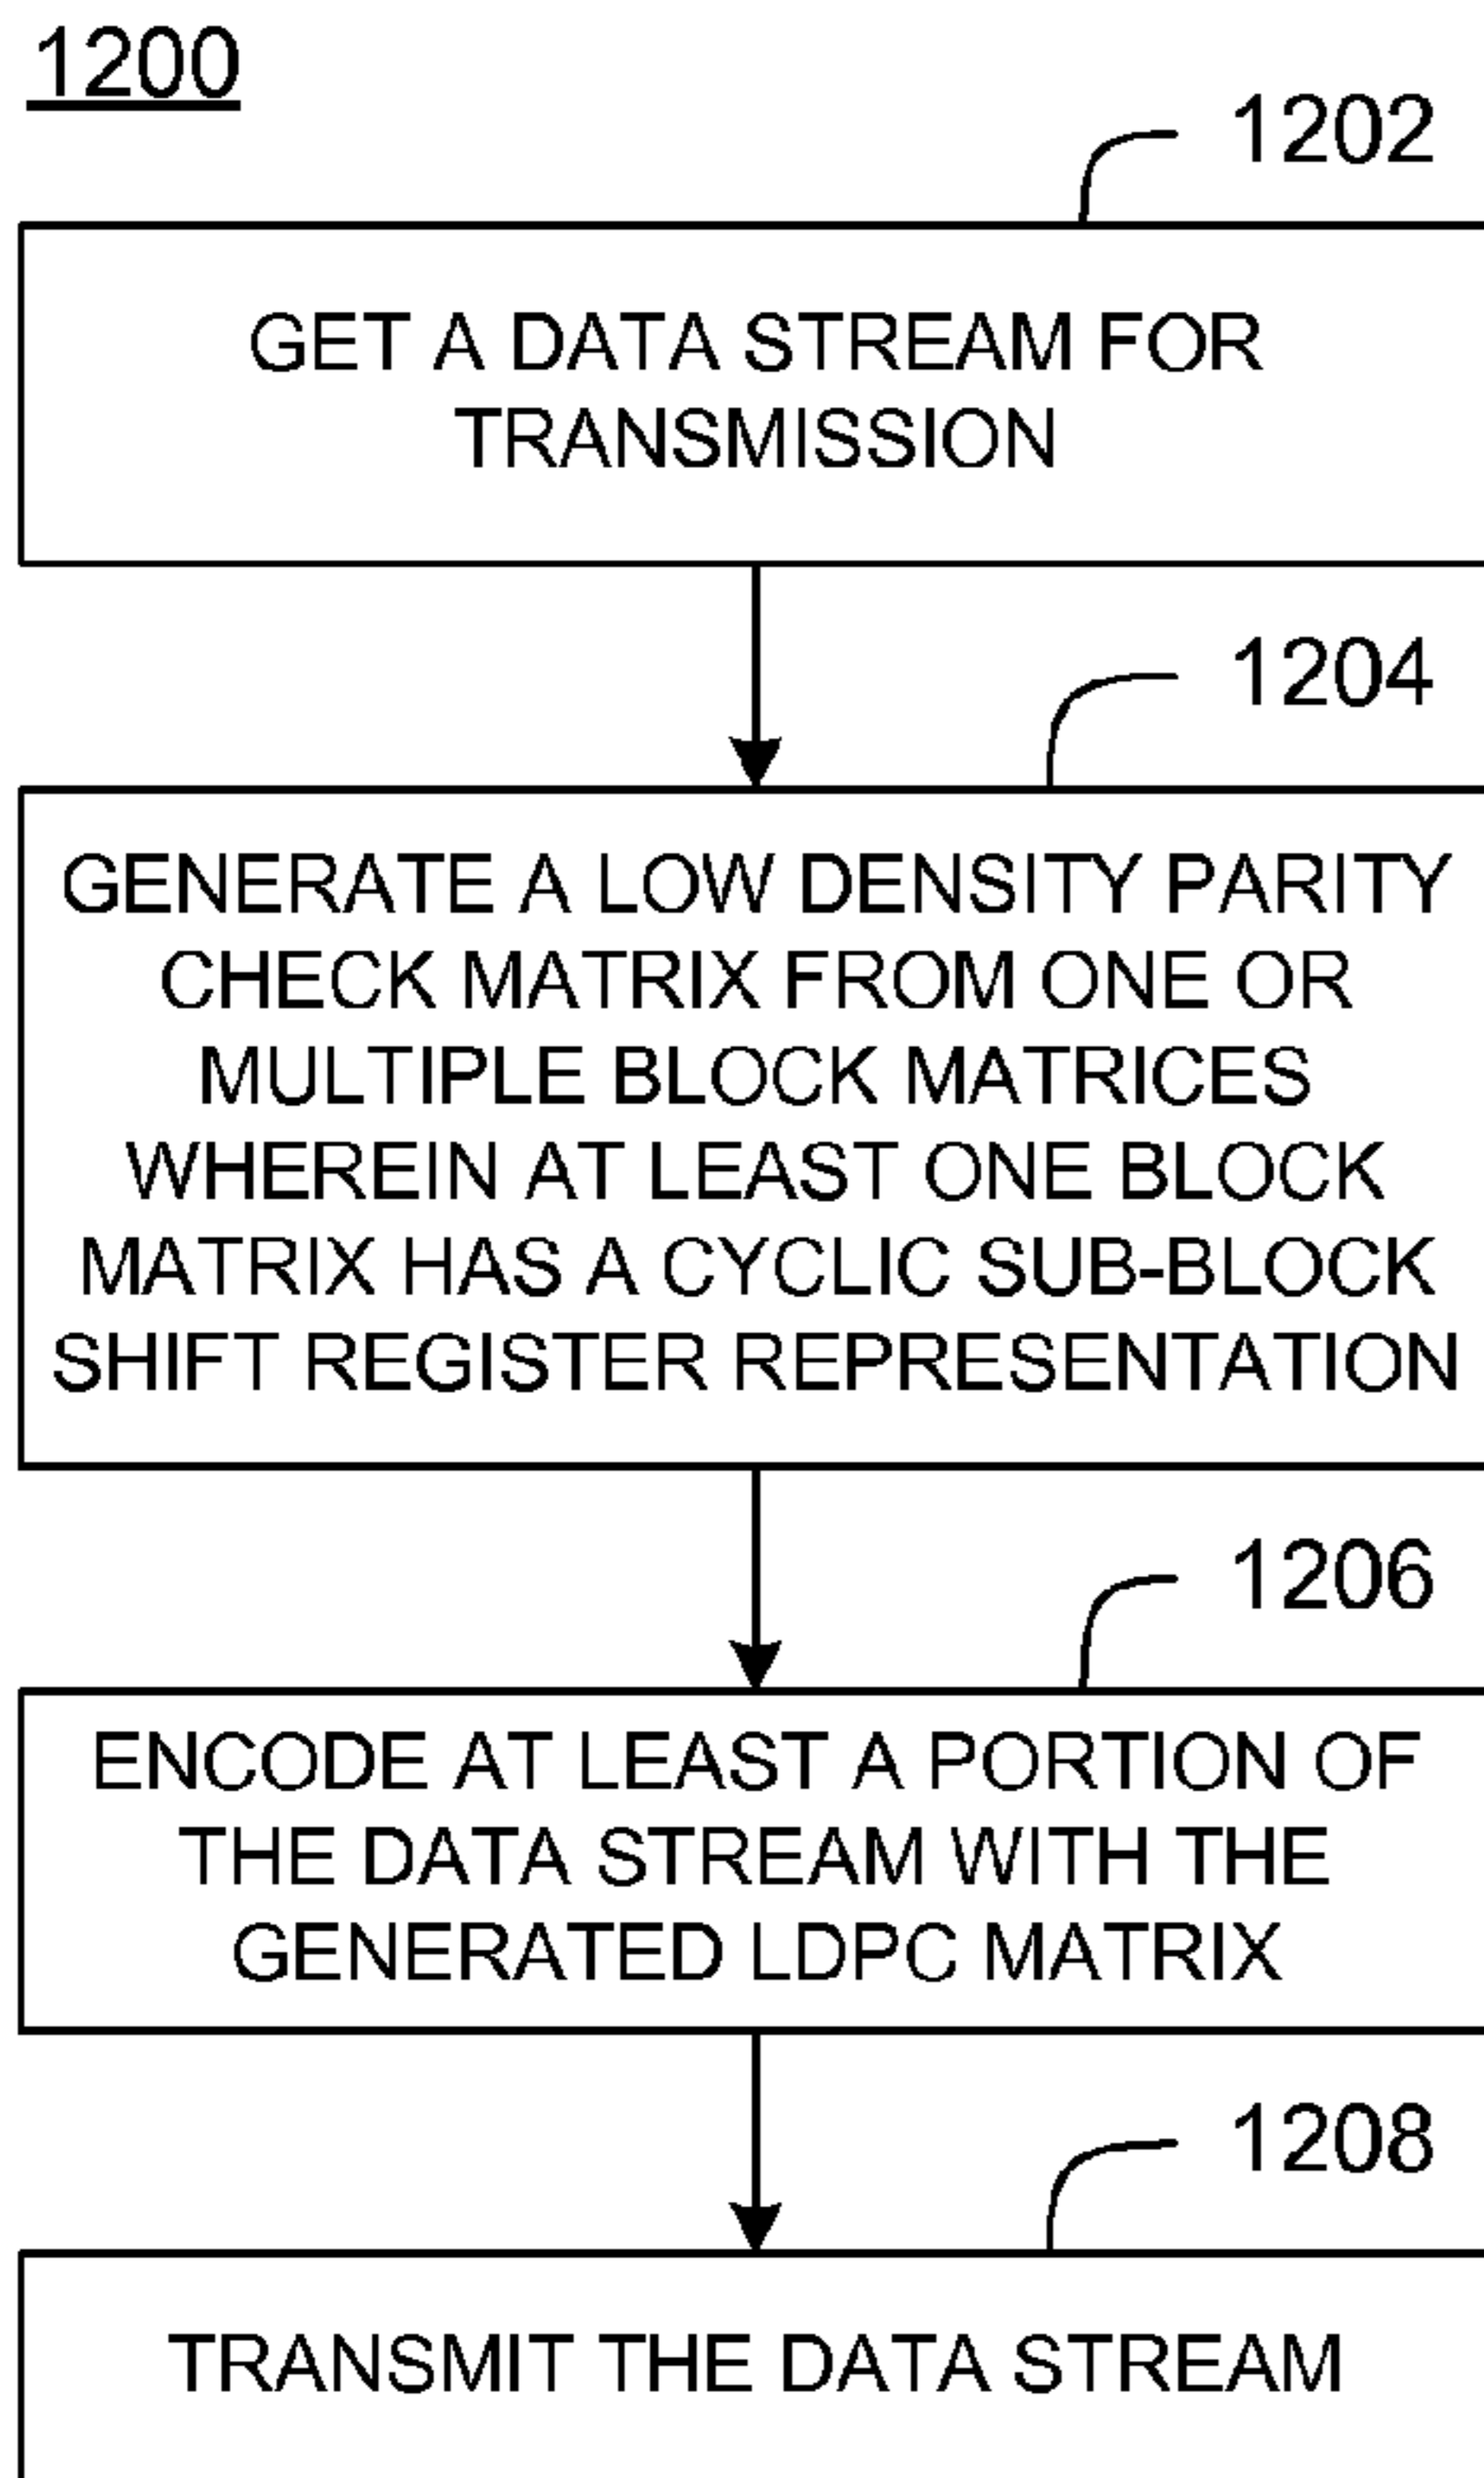 1200
1202
GET A DATA STREAM FOR
TRANSMISSION
1204
GENERATE A LOW DENSITY PARITY
CHECK MATRIX FROM ONE OR
MULTIPLE BLOCK MATRICES
WHEREIN AT LEAST ONE BLOCK
MATRIX HAS A CYCLIC SUB-BLOCK
SHIFT REGISTER REPRESENTATION
1206
ENCODE AT LEAST A PORTION OF
THE DATA STREAM WITH THE
GENERATED LDPC MATRIX
1208
TRANSMIT THE DATA STREAM